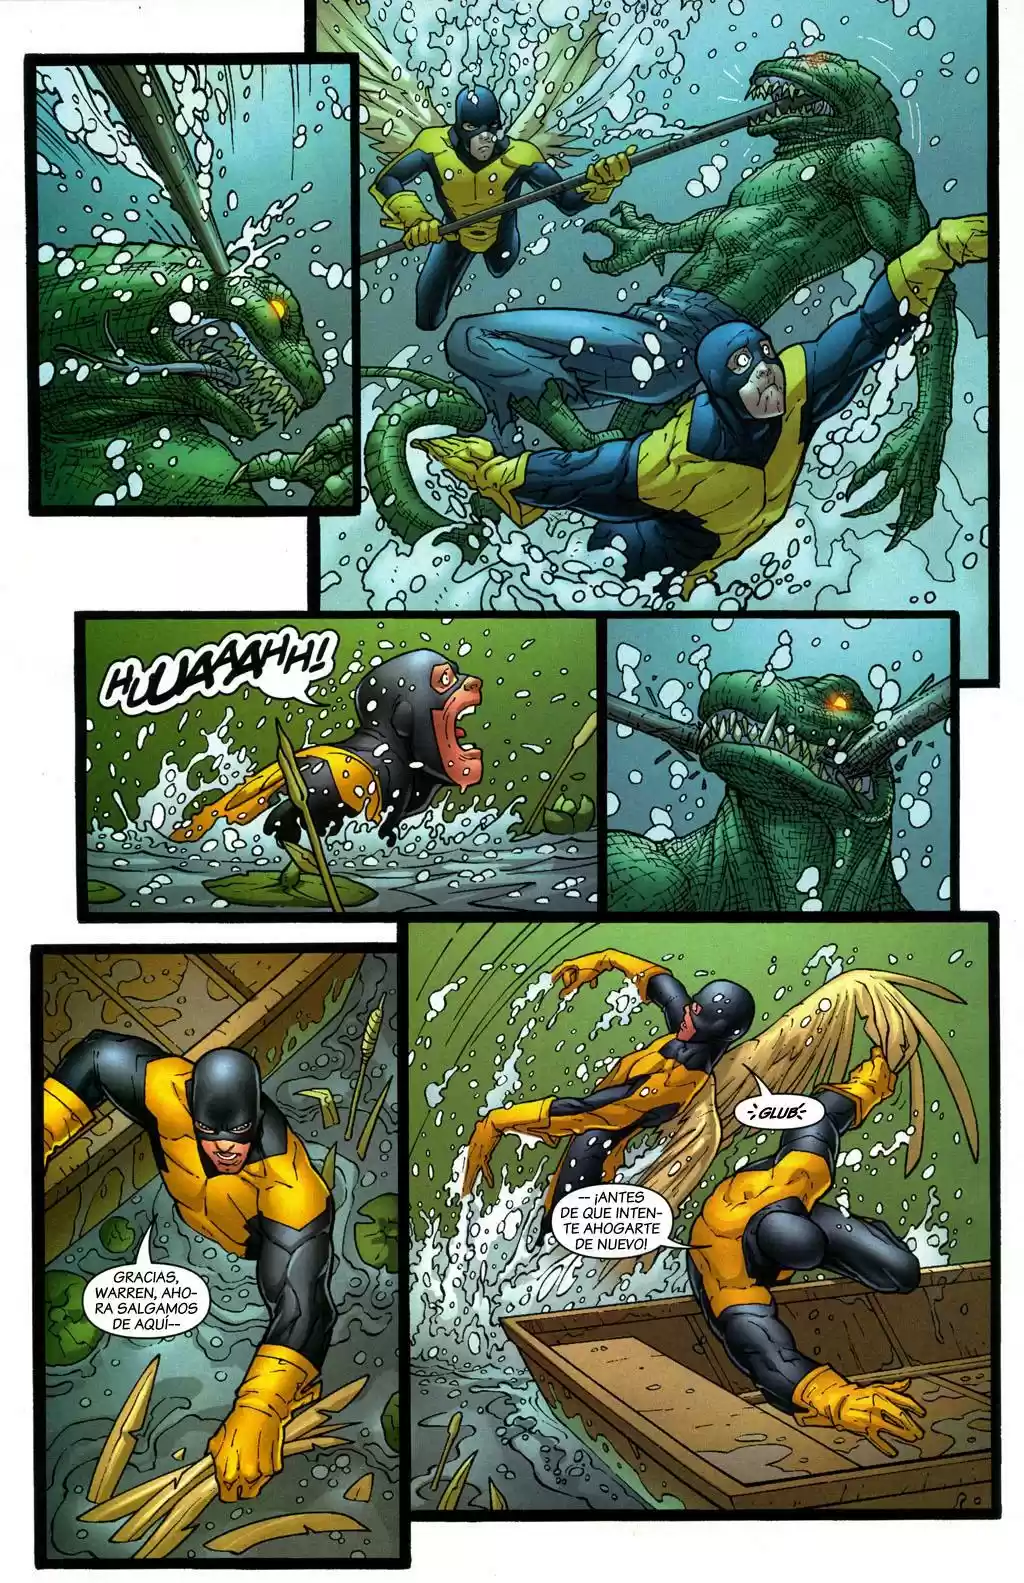 HUUAAAHH!
GRACIAS,
WARREN, AHO-
RA SALGAMOS
DE AQUÍ--
GLUB
-- ¡ANTES
DE QUE INTEN-
TE AHOGARTE
DE NUEVO!